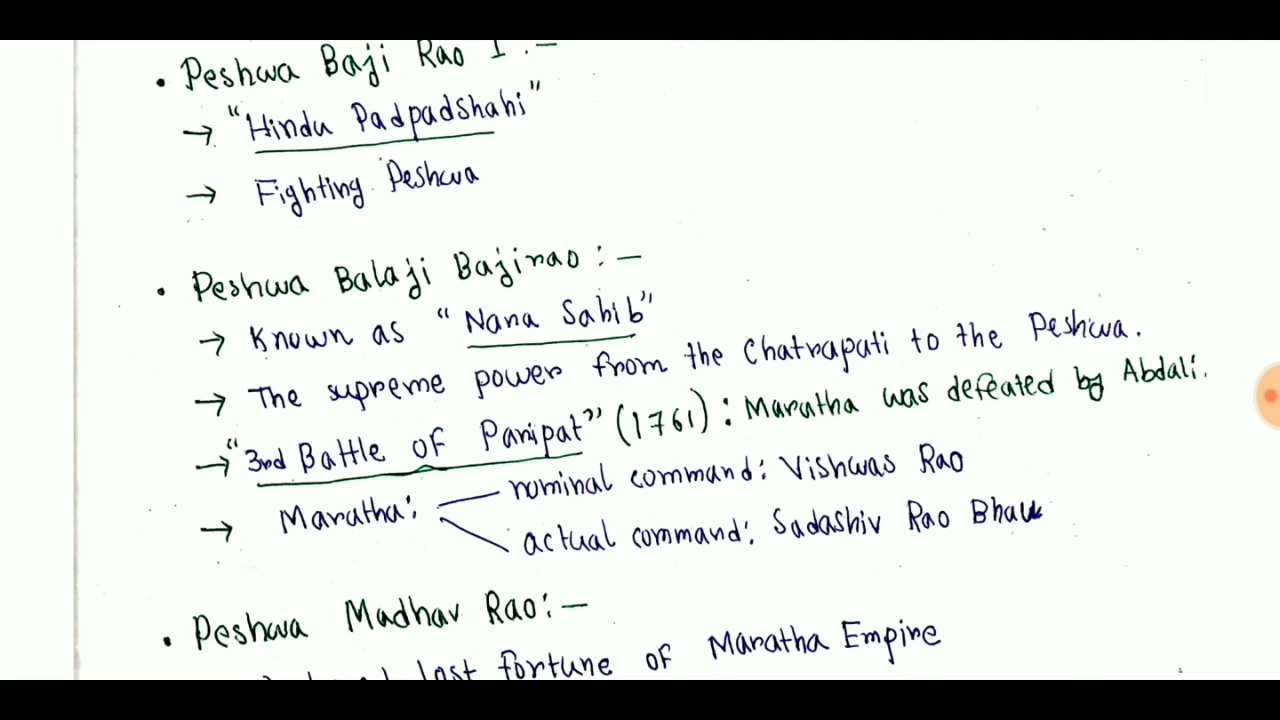 • Peshwa Baji Rao I :-
→ "Hindu Padpadshahi"
→ Fighting Peshwa
• Peshwa Balaji Bajirao :-
→ Known as "Nana Sahib"
→ The supreme power from the Chatrapati to the Peshwa.
→ "3rd Battle of Panipat" (1761) : Maratha was defeated by Abdali.
→ Maratha: nominal command: Vishwas Rao
actual command: Sadashiv Rao Bhau
• Peshwa Madhav Rao:-
lost fortune of Maratha Empire